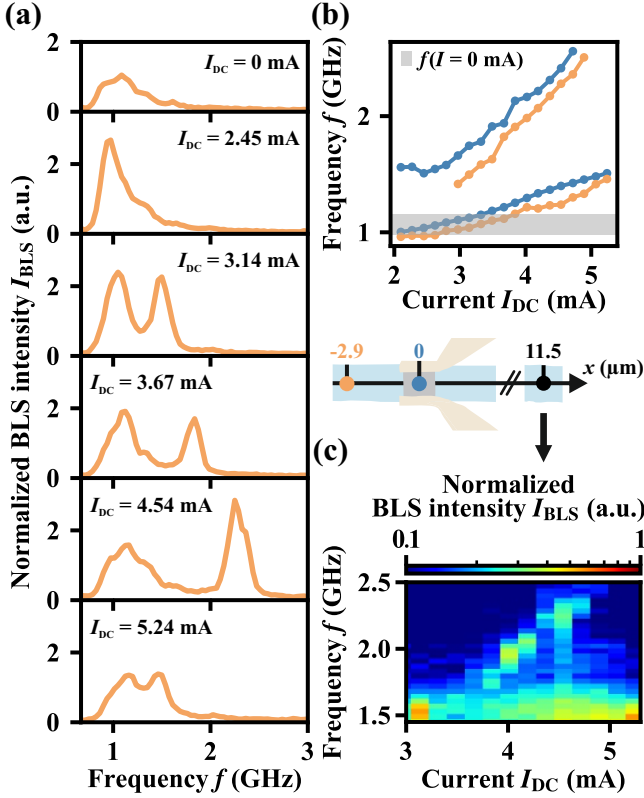 (a)
Normalized BLS intensity I_BLS (a.u.)
2
0
I_DC = 0 mA
2
0
I_DC = 2.45 mA
2
0
I_DC = 3.14 mA
2
0
I_DC = 3.67 mA
2
0
I_DC = 4.54 mA
2
0
I_DC = 5.24 mA
1 2 3
Frequency f (GHz)
(b)
Frequency f (GHz)
2
1
f(I = 0 mA)
2 3 4 5
Current I_DC (mA)
-2.9 0 11.5 x (μm)
(c)
Normalized
BLS intensity I_BLS (a.u.)
0.1 1
Frequency f (GHz)
2.5
2.0
1.5
3 4 5
Current I_DC (mA)